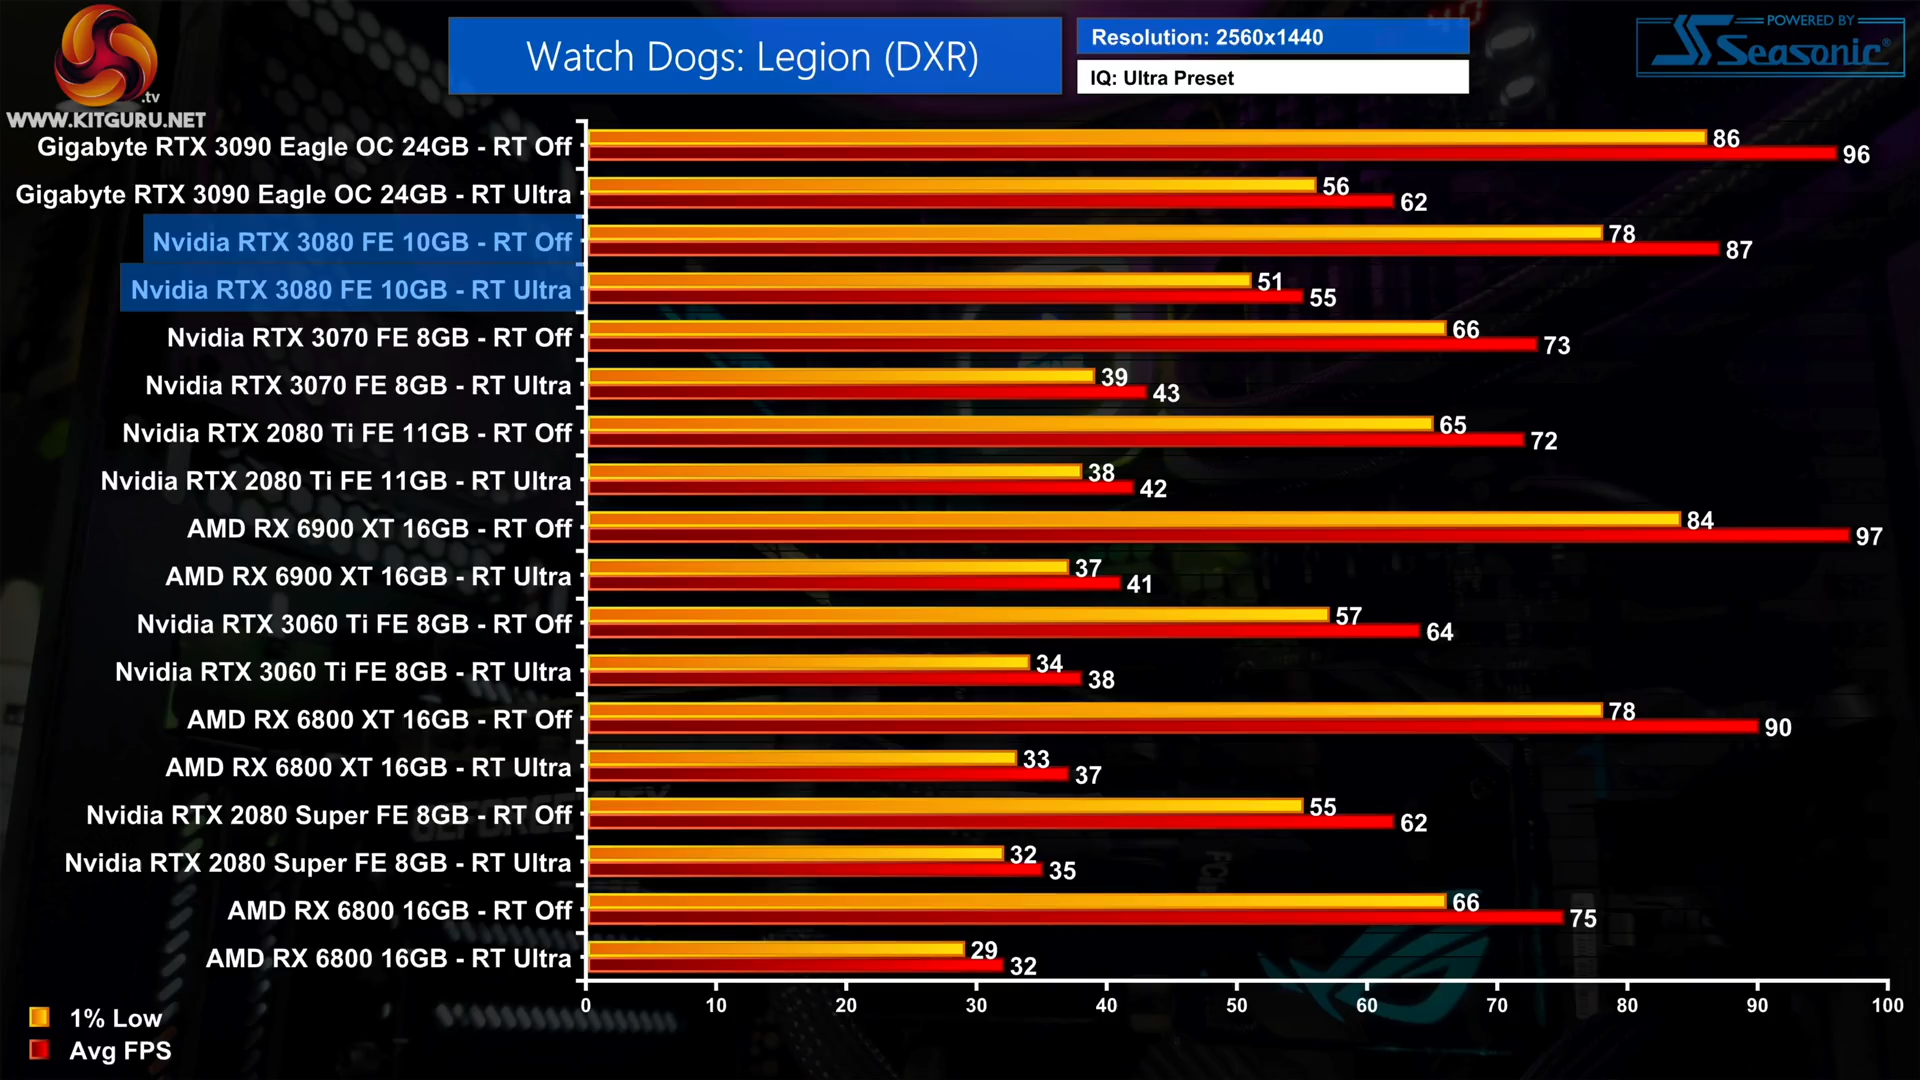 .tv
WWW.KITGURU.NET
Watch Dogs: Legion (DXR)
Resolution: 2560x1440
IQ: Ultra Preset
POWERED BY
Seasonic®
Gigabyte RTX 3090 Eagle OC 24GB - RT Off
86
96
Gigabyte RTX 3090 Eagle OC 24GB - RT Ultra
56
62
Nvidia RTX 3080 FE 10GB - RT Off
78
87
Nvidia RTX 3080 FE 10GB - RT Ultra
51
55
Nvidia RTX 3070 FE 8GB - RT Off
66
73
Nvidia RTX 3070 FE 8GB - RT Ultra
39
43
Nvidia RTX 2080 Ti FE 11GB - RT Off
65
72
Nvidia RTX 2080 Ti FE 11GB - RT Ultra
38
42
AMD RX 6900 XT 16GB - RT Off
84
97
AMD RX 6900 XT 16GB - RT Ultra
37
41
Nvidia RTX 3060 Ti FE 8GB - RT Off
57
64
Nvidia RTX 3060 Ti FE 8GB - RT Ultra
34
38
AMD RX 6800 XT 16GB - RT Off
78
90
AMD RX 6800 XT 16GB - RT Ultra
33
37
Nvidia RTX 2080 Super FE 8GB - RT Off
55
62
Nvidia RTX 2080 Super FE 8GB - RT Ultra
32
35
AMD RX 6800 16GB - RT Off
66
75
AMD RX 6800 16GB - RT Ultra
29
32
0 10 20 30 40 50 60 70 80 90 100
1% Low
Avg FPS